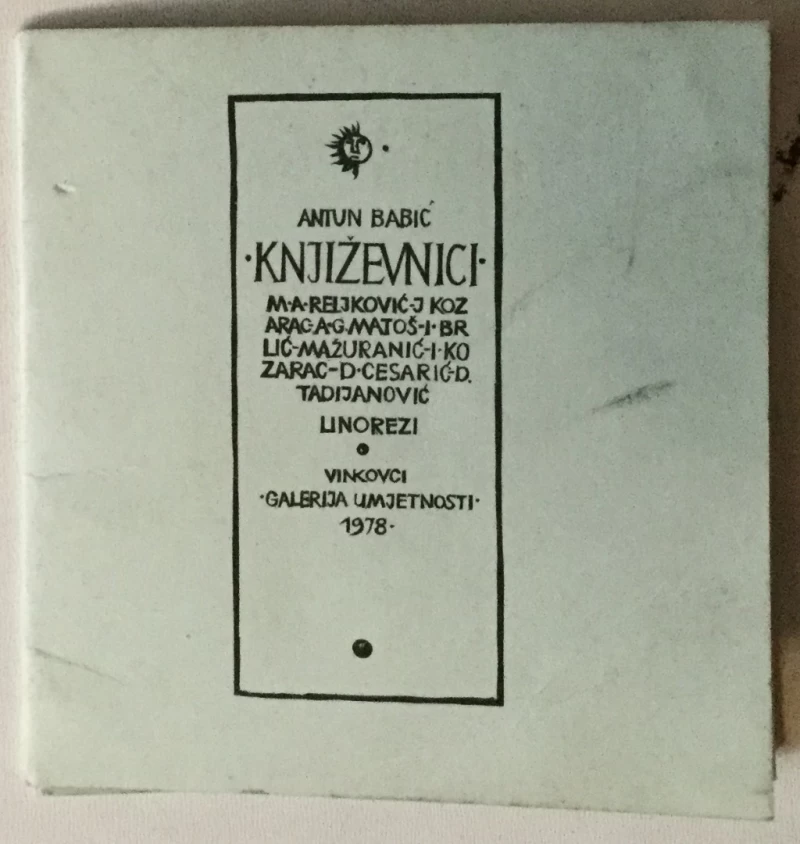 ANTUN BABIĆ
·KNJIŽEVNICI·
M·A·RELJKOVIĆ-J KOZ
ARAC-A·G.MATOŠ-I·BR
LIĆ-MAŽURANIĆ-I·KO
ZARAC-D·CESARIĆ-D.
TADIJANOVIĆ
LINOREZI
VINKOVCI
·GALERIJA UMJETNOSTI·
1978·